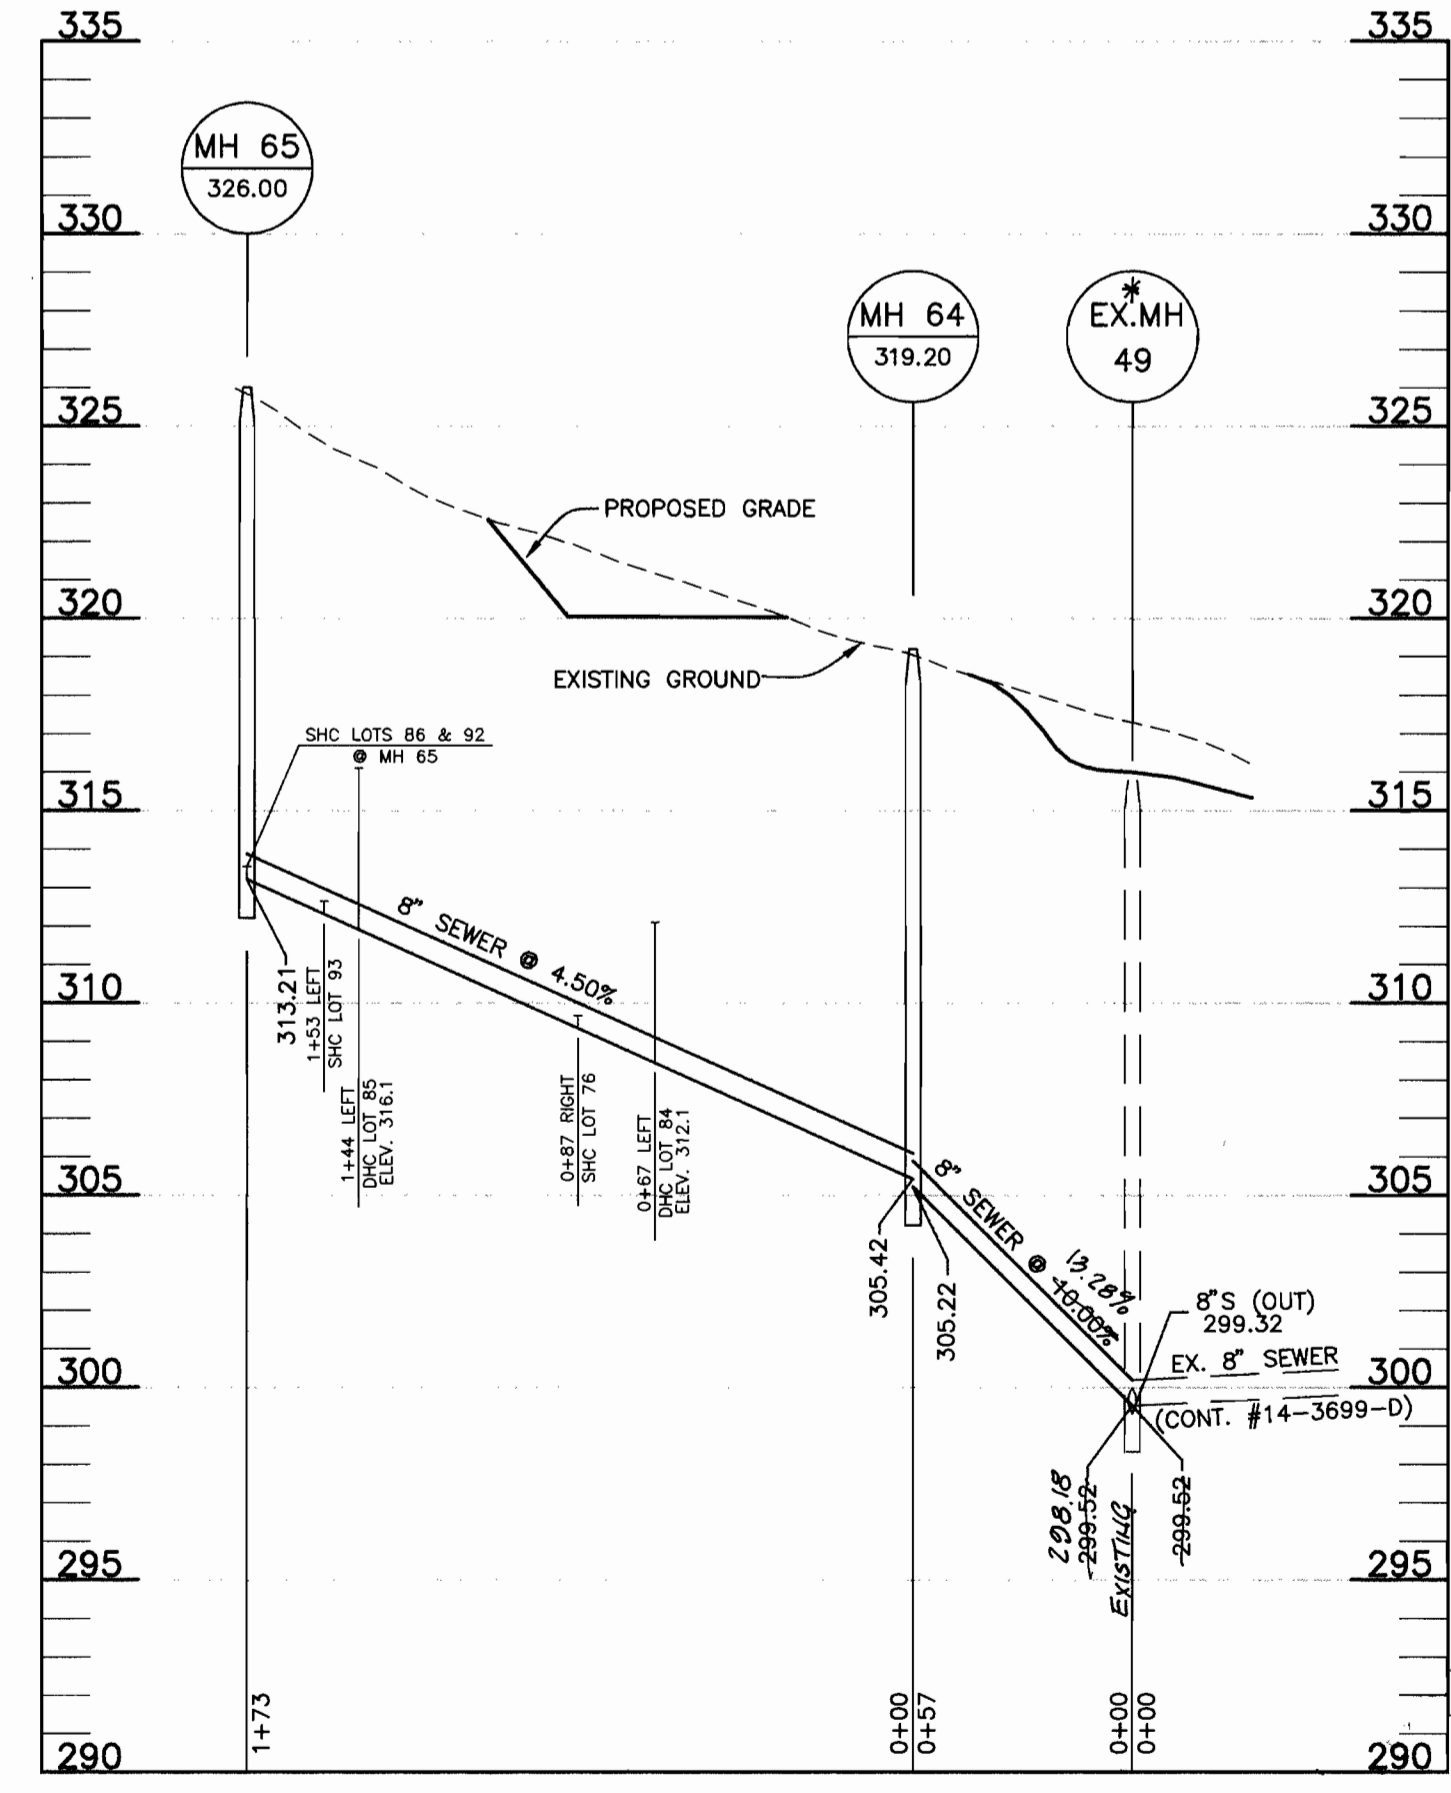 335
335
MH 65
326.00
330
330
MH 64
319.20
*
EX.MH
49
325
325
PROPOSED GRADE
320
320
EXISTING GROUND
SHC LOTS 86 & 92
@ MH 65
315
315
8" SEWER @ 4.50%
313.21
1+53 LEFT
SHC LOT 93
310
310
1+44 LEFT
DHC LOT 85
ELEV. 316.1
0+87 RIGHT
SHC LOT 76
0+67 LEFT
DHC LOT 84
ELEV. 312.1
305
305
8" SEWER @ 10.00%
13.28%
305.42
305.22
8"S (OUT)
299.32
EX. 8" SEWER
300
300
(CONT. #14-3699-D)
298.18
299.52
EXISTING
299.52
295
295
1+73
0+00
0+57
0+00
0+00
290
290